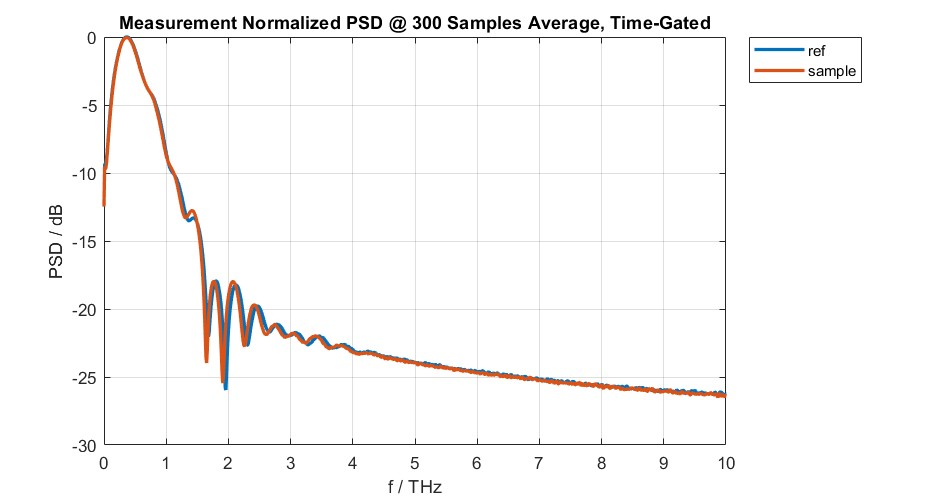 Measurement Normalized PSD @ 300 Samples Average, Time-Gated
ref
sample
PSD / dB
0
-5
-10
-15
-20
-25
-30
0 1 2 3 4 5 6 7 8 9 10
f / THz